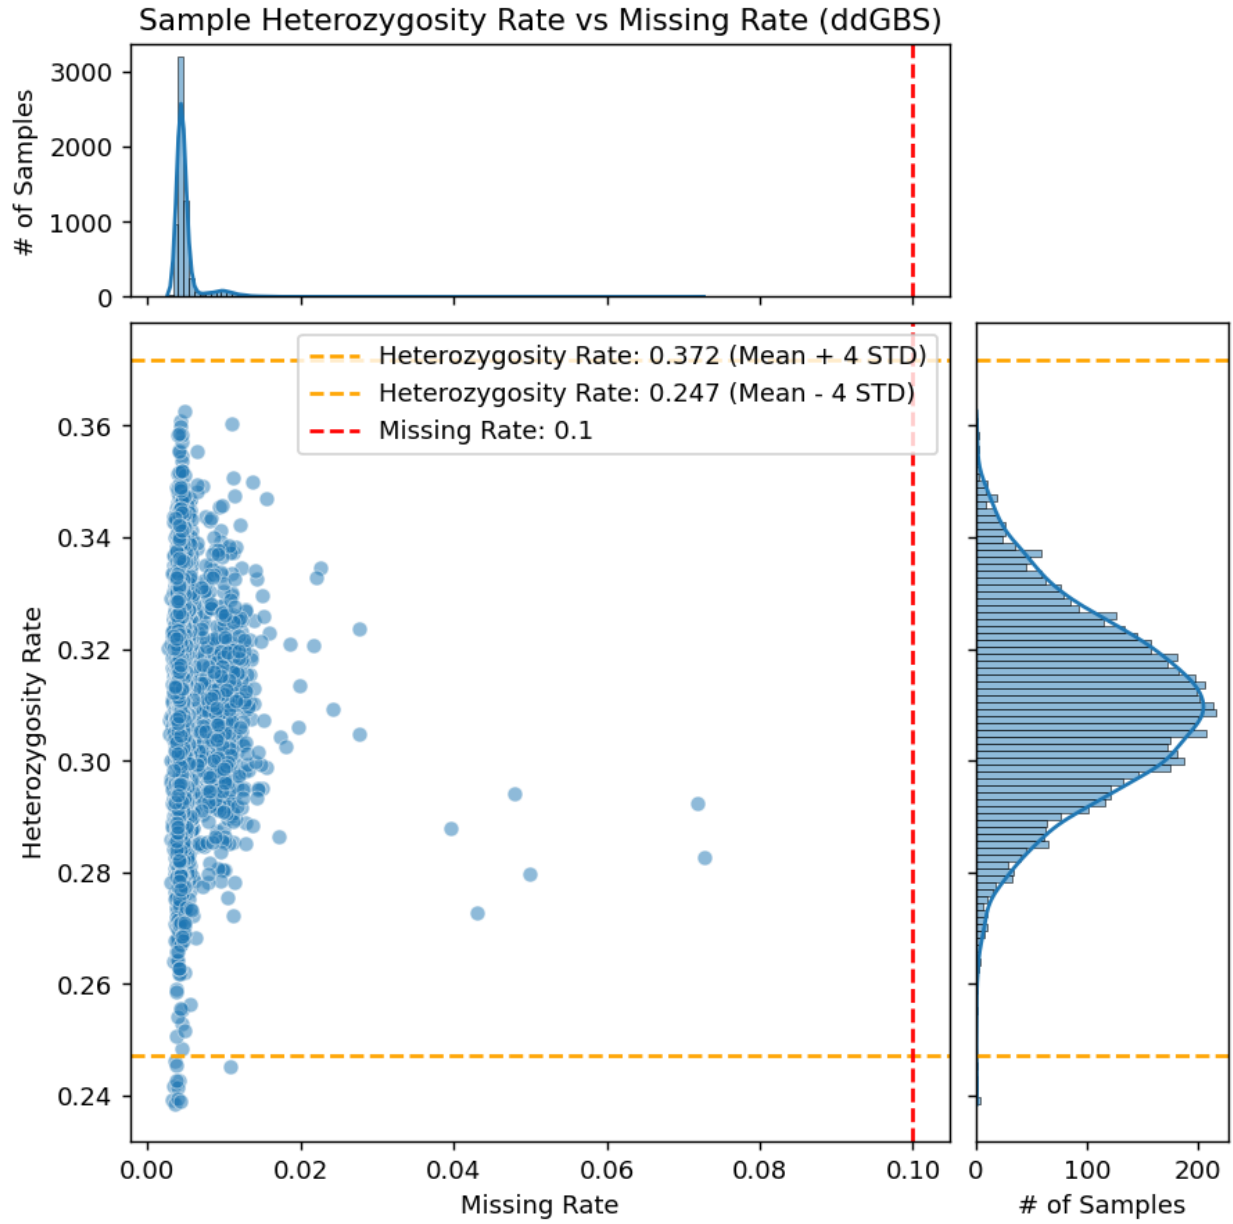 Sample Heterozygosity Rate vs Missing Rate (ddGBS)
# of Samples
3000
2000
1000
0
Heterozygosity Rate: 0.372 (Mean + 4 STD)
Heterozygosity Rate: 0.247 (Mean - 4 STD)
Missing Rate: 0.1
Heterozygosity Rate
0.36
0.34
0.32
0.30
0.28
0.26
0.24
0.00 0.02 0.04 0.06 0.08 0.10
Missing Rate
0 100 200
# of Samples